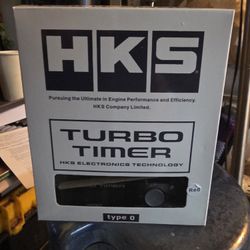 HKS
Pursuing the Ultimate in Engine Performance and Efficiency.
HKS Company Limited.
TURBO
TIMER
HKS ELECTRONICS TECHNOLOGY
type 0